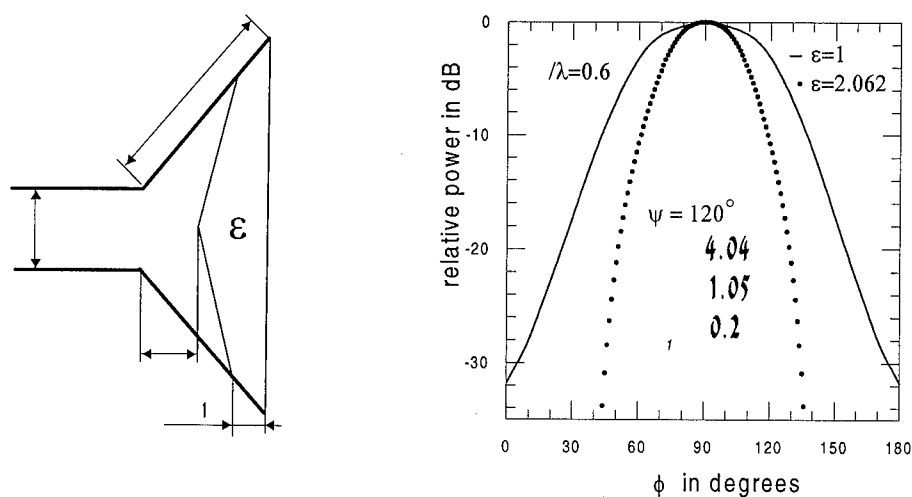 ε
1
relative power in dB
0
-10
-20
-30
/λ=0.6
– ε=1
• ε=2.062
ψ = 120°
4.04
1.05
0.2
1
0 30 60 90 120 150 180
ϕ in degrees